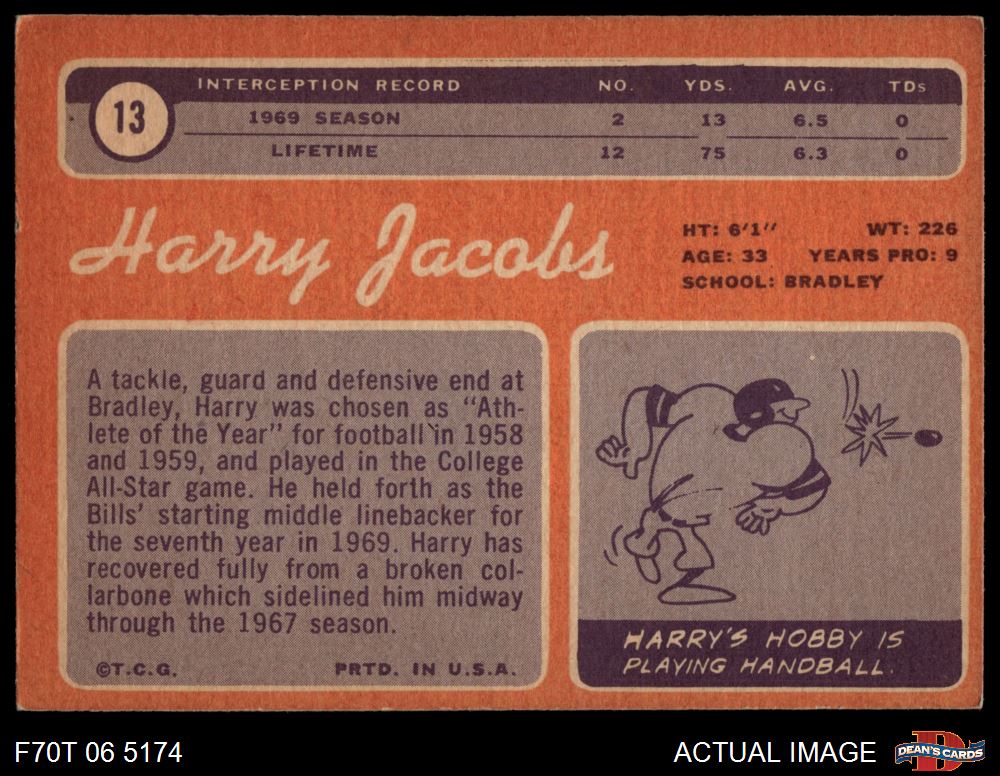 13
INTERCEPTION RECORD NO. YDS. AVG. TDs
1969 SEASON 2 13 6.5 0
LIFETIME 12 75 6.3 0
Harry Jacobs
HT: 6'1" WT: 226
AGE: 33 YEARS PRO: 9
SCHOOL: BRADLEY
A tackle, guard and defensive end at
Bradley, Harry was chosen as "Ath-
lete of the Year" for football in 1958
and 1959, and played in the College
All-Star game. He held forth as the
Bills' starting middle linebacker for
the seventh year in 1969. Harry has
recovered fully from a broken col-
larbone which sidelined him midway
through the 1967 season.
©T.C.G. PRTD. IN U.S.A.
HARRY'S HOBBY IS
PLAYING HANDBALL.
F70T 06 5174
ACTUAL IMAGE
D
DEAN'S CARDS